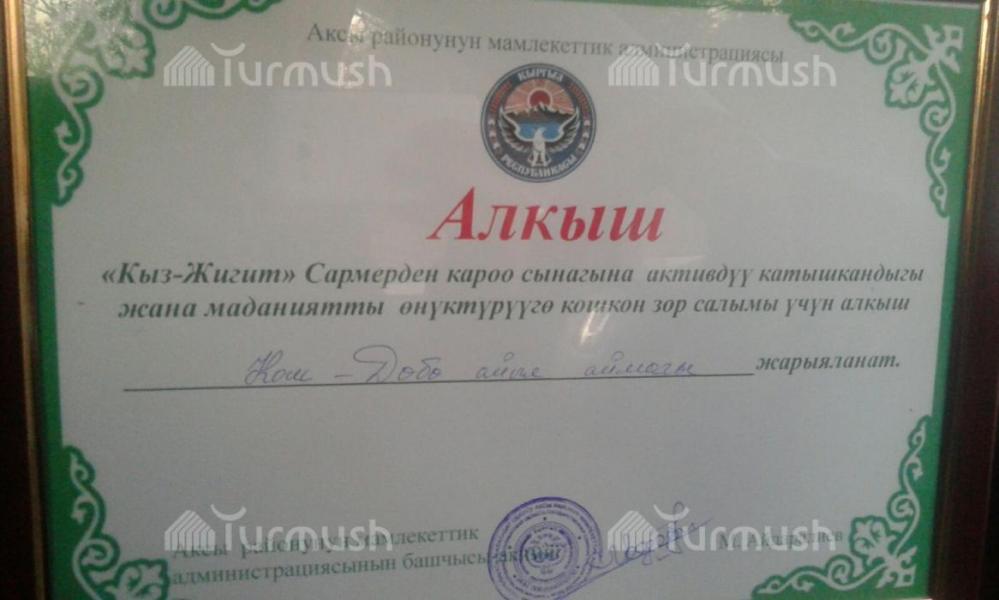 Аксы районунун мамлекеттик администрациясы
Turmush Turmush
КЫРГЫЗ
РЕСПУБЛИКАСЫ
Алкыш
«Кыз-Жигит» Сармерден кароо сынагына активдүү катышкандыгы
жана маданиятты өнүктүрүүгө кошкон зор салымы үчүн алкыш
Кош-Добо айыл аймагы жарыяланат.
Turmush Turmush
Аксы районунун мамлекеттик
администрациясынын башчысы-акими М.